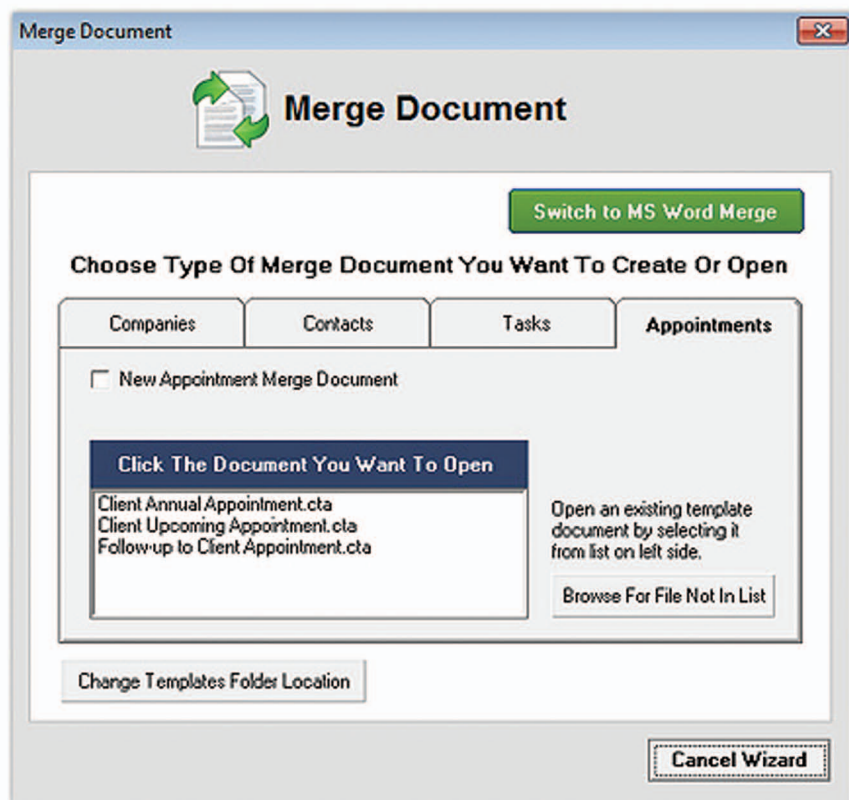 Merge Document
Merge Document
Switch to MS Word Merge
Choose Type Of Merge Document You Want To Create Or Open
Companies
Contacts
Tasks
Appointments
New Appointment Merge Document
Click The Document You Want To Open
Client Annual Appointment.cta
Client Upcoming Appointment.cta
Follow-up to Client Appointment.cta
Open an existing template
document by selecting it
from list on left side.
Browse For File Not In List
Change Templates Folder Location
Cancel Wizard